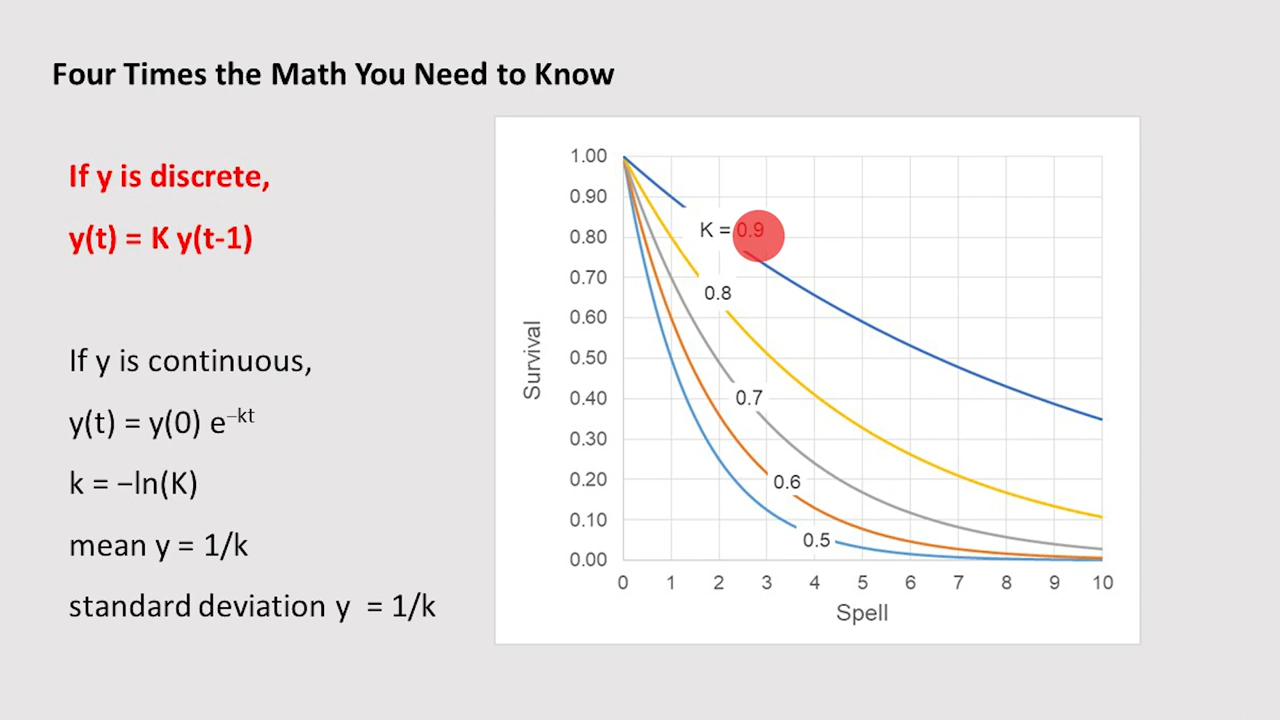 Four Times the Math You Need to Know
If y is discrete,
y(t) = K y(t-1)
If y is continuous,
y(t) = y(0) e⁻ᵏᵗ
k = −ln(K)
mean y = 1/k
standard deviation y = 1/k
1.00
0.90
0.80
0.70
0.60
0.50
0.40
0.30
0.20
0.10
0.00
Survival
K = 0.9
0.8
0.7
0.6
0.5
0 1 2 3 4 5 6 7 8 9 10
Spell